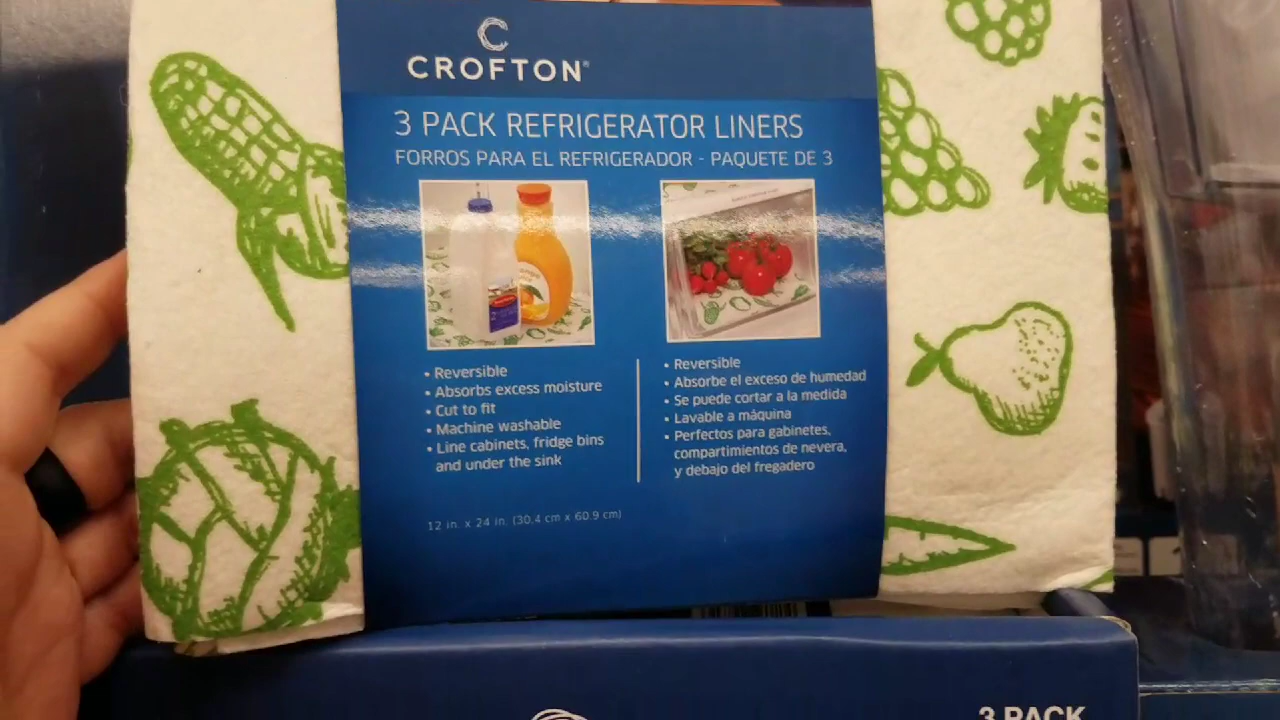 CROFTON®
3 PACK REFRIGERATOR LINERS
FORROS PARA EL REFRIGERADOR - PAQUETE DE 3
• Reversible
• Absorbs excess moisture
• Cut to fit
• Machine washable
• Line cabinets, fridge bins
and under the sink
• Reversible
• Absorbe el exceso de humedad
• Se puede cortar a la medida
• Lavable a máquina
• Perfectos para gabinetes,
compartimientos de nevera,
y debajo del fregadero
12 in. x 24 in. (30.4 cm x 60.9 cm)
3 PACK